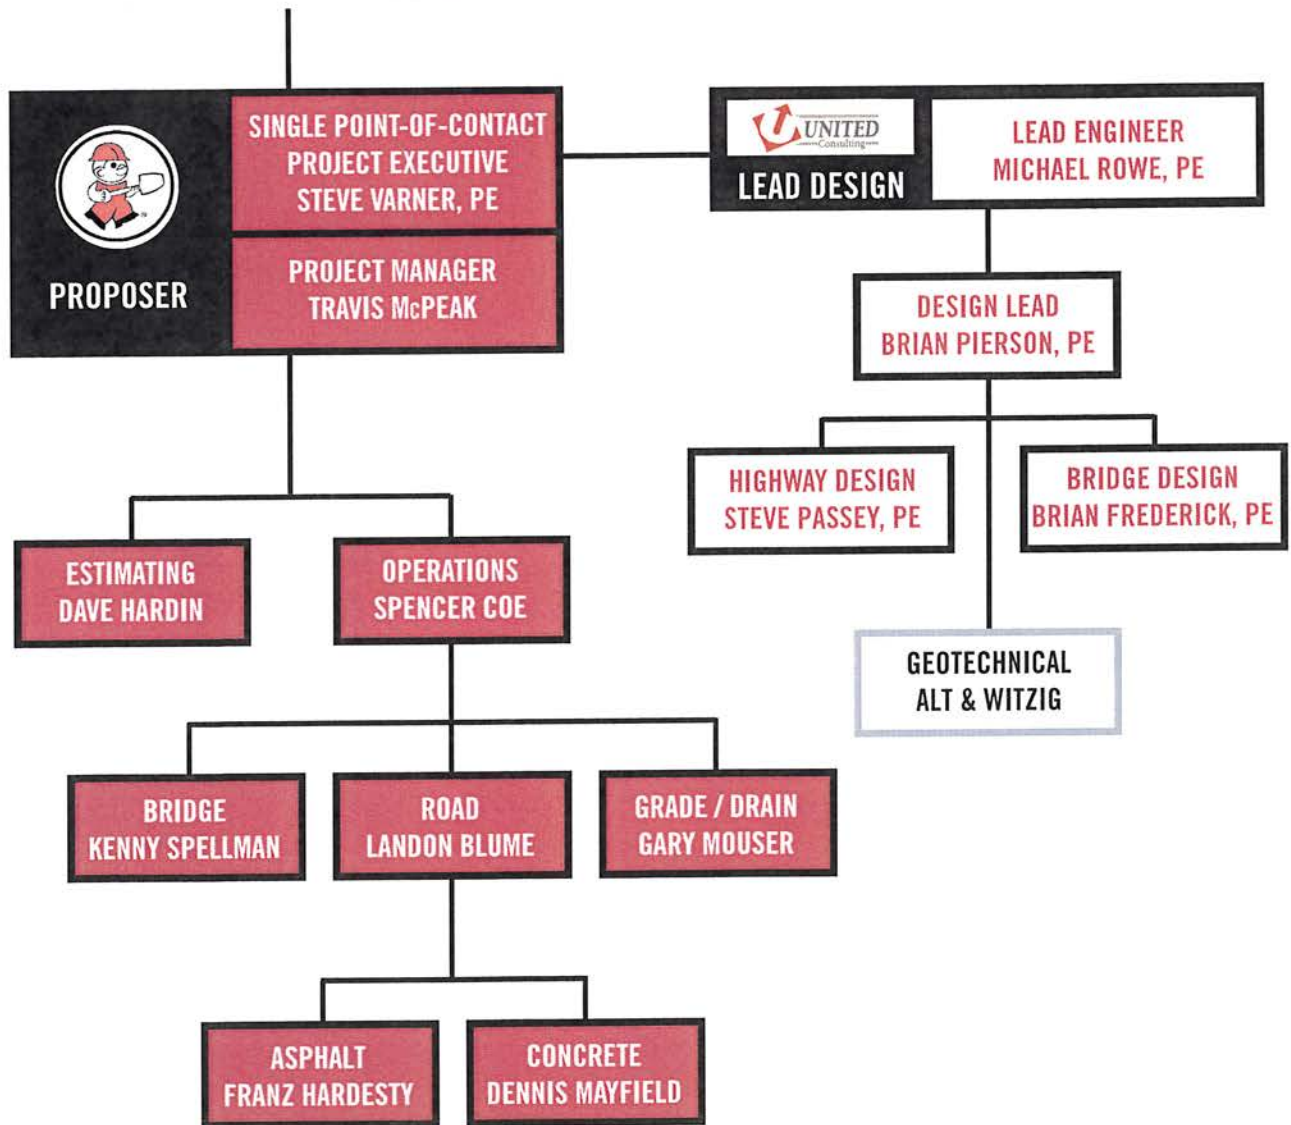 SINGLE POINT-OF-CONTACT
PROJECT EXECUTIVE
STEVE VARNER, PE
PROJECT MANAGER
TRAVIS McPEAK
PROPOSER
UNITED
Consulting
LEAD DESIGN
LEAD ENGINEER
MICHAEL ROWE, PE
DESIGN LEAD
BRIAN PIERSON, PE
HIGHWAY DESIGN
STEVE PASSEY, PE
BRIDGE DESIGN
BRIAN FREDERICK, PE
GEOTECHNICAL
ALT & WITZIG
ESTIMATING
DAVE HARDIN
OPERATIONS
SPENCER COE
BRIDGE
KENNY SPELLMAN
ROAD
LANDON BLUME
GRADE / DRAIN
GARY MOUSER
ASPHALT
FRANZ HARDESTY
CONCRETE
DENNIS MAYFIELD